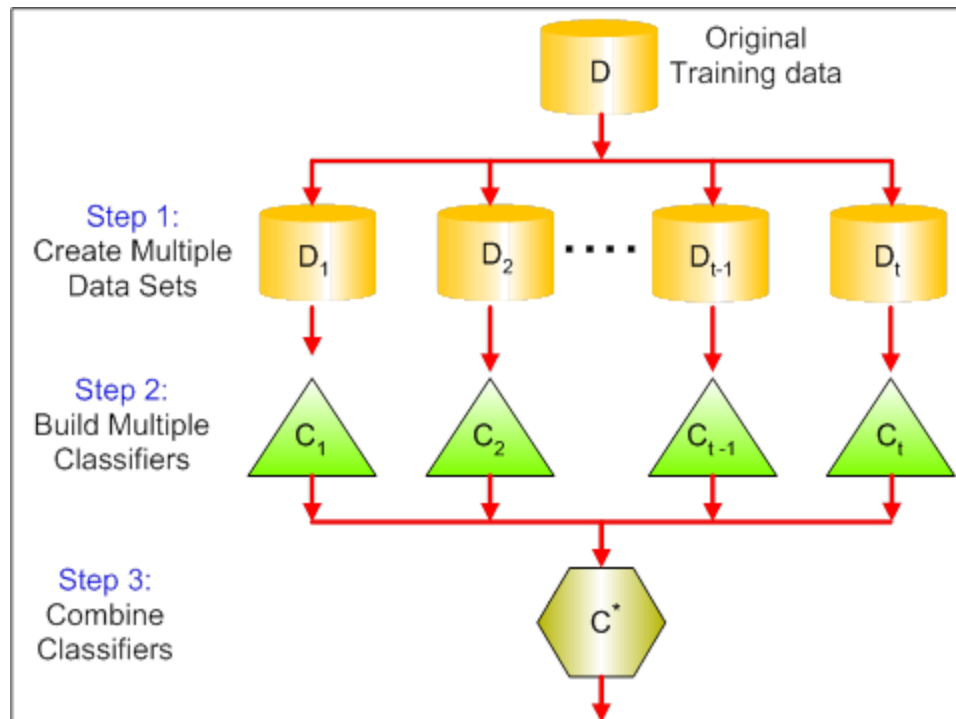 D
Original
Training data
Step 1:
Create Multiple
Data Sets
D₁
D₂
....
Dₜ₋₁
Dₜ
Step 2:
Build Multiple
Classifiers
C₁
C₂
Cₜ₋₁
Cₜ
Step 3:
Combine
Classifiers
C*